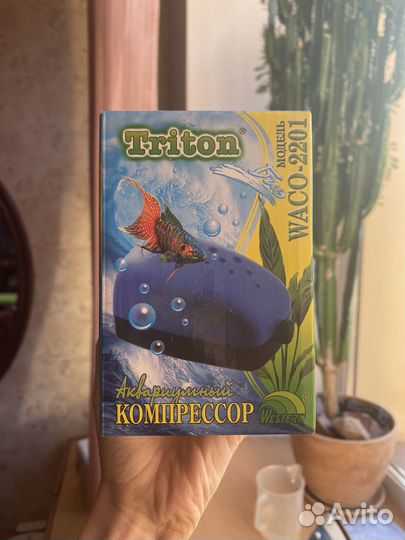 Triton®
МОДЕЛЬ
WACO-2201
Аквариумный
КОМПРЕССОР
WESTERN®
Avito